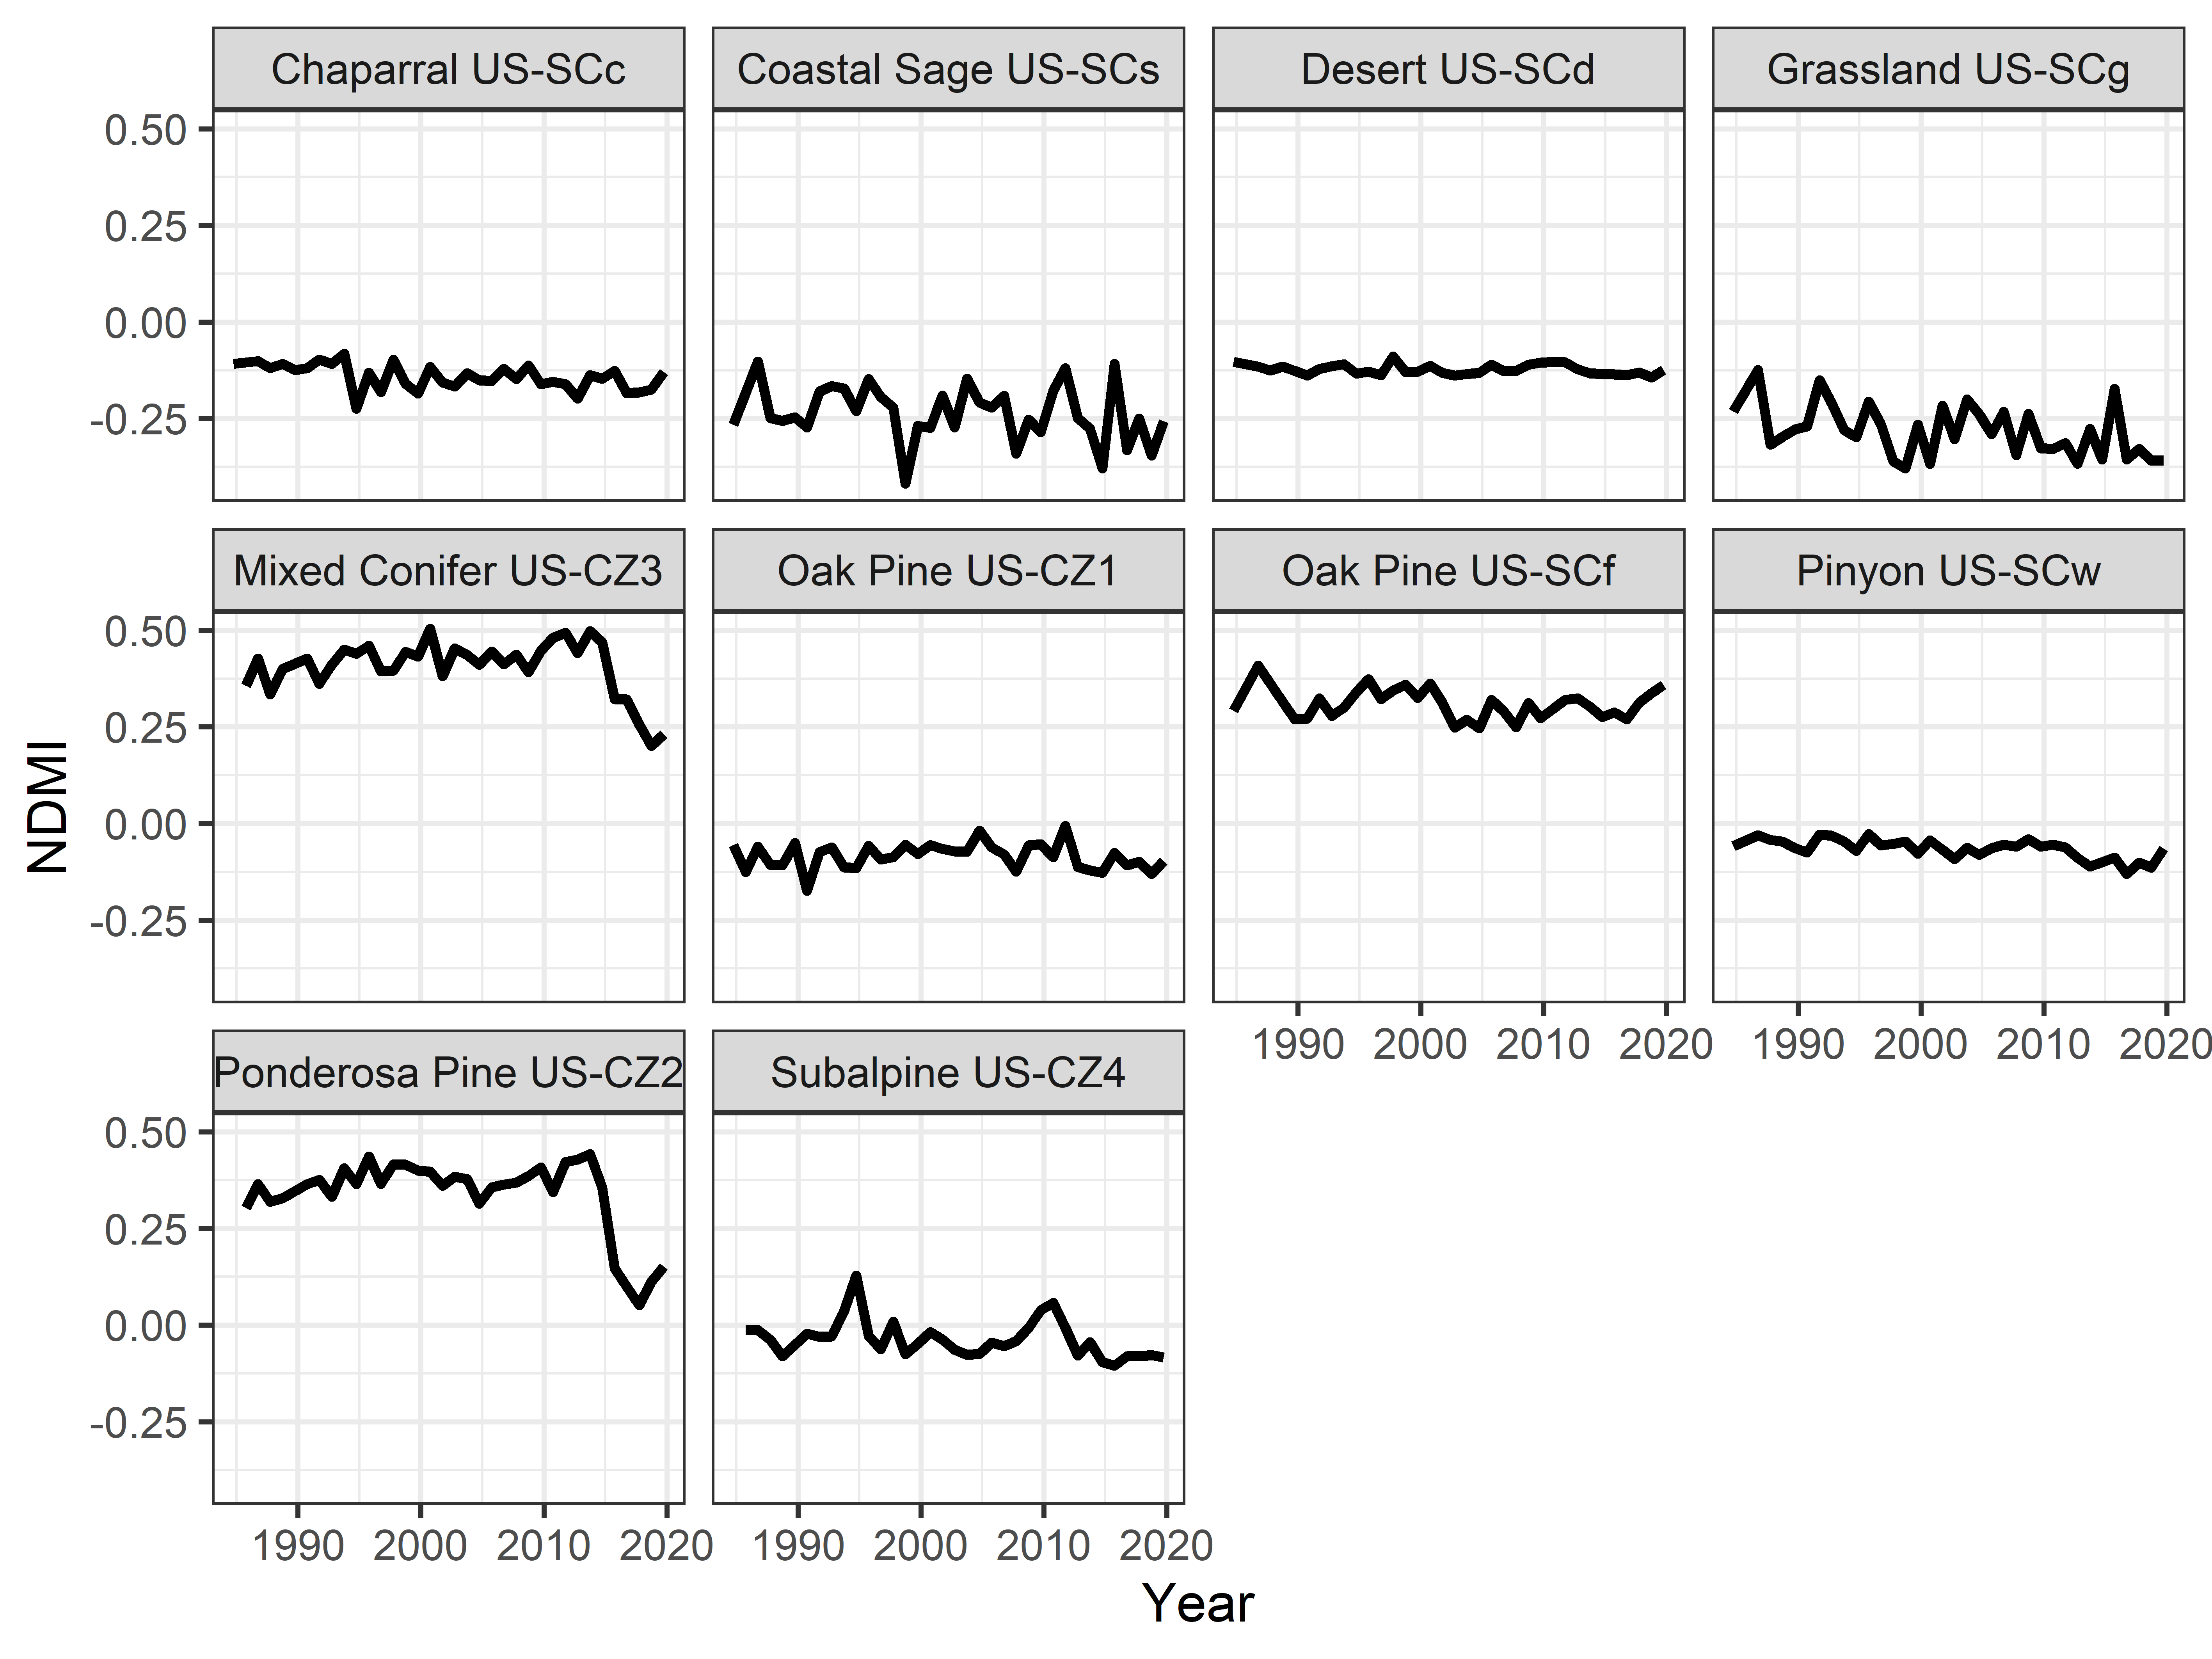 Chaparral US-SCc
Coastal Sage US-SCs
Desert US-SCd
Grassland US-SCg
0.50
0.25
0.00
-0.25
Mixed Conifer US-CZ3
Oak Pine US-CZ1
Oak Pine US-SCf
Pinyon US-SCw
0.50
0.25
0.00
-0.25
1990 2000 2010 2020
1990 2000 2010 2020
Ponderosa Pine US-CZ2
Subalpine US-CZ4
0.50
0.25
0.00
-0.25
1990 2000 2010 2020
1990 2000 2010 2020
NDMI
Year